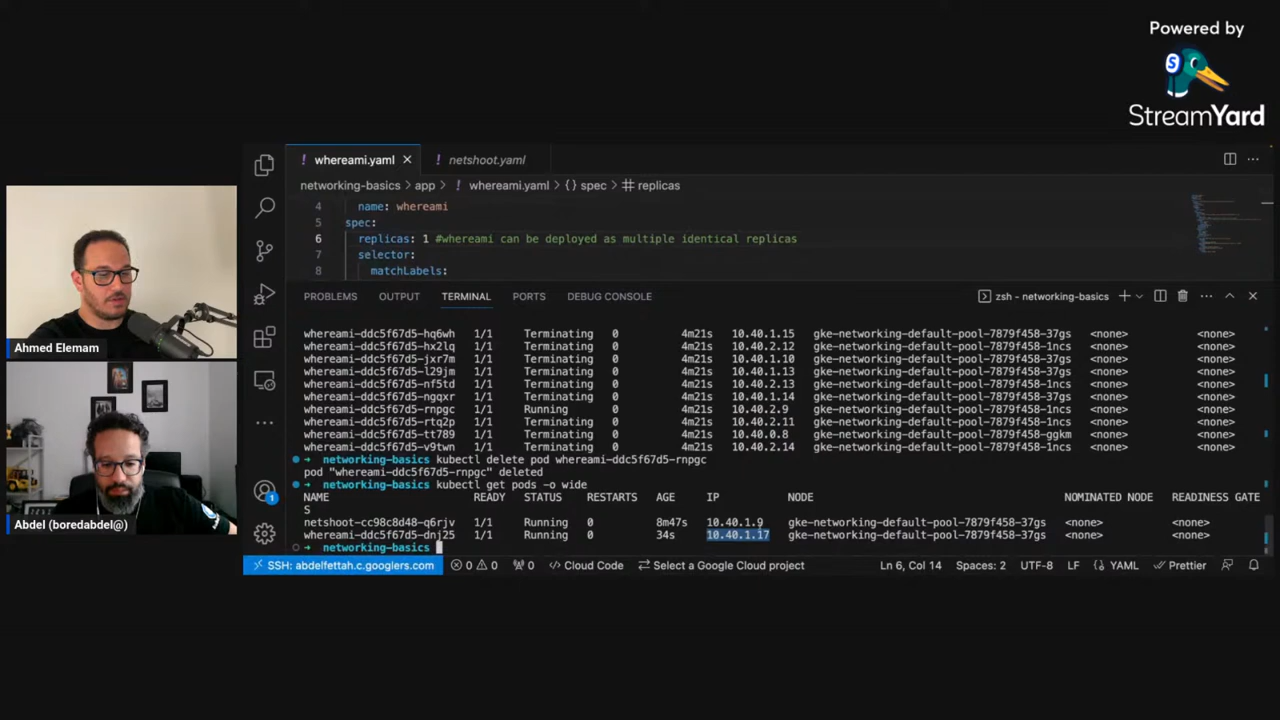 Powered by
S
StreamYard
! whereami.yaml ×
! netshoot.yaml
networking-basics > app > ! whereami.yaml > {} spec > # replicas
4 name: whereami
5 spec:
6 replicas: 1 #whereami can be deployed as multiple identical replicas
7 selector:
8 matchLabels:
PROBLEMS OUTPUT TERMINAL PORTS DEBUG CONSOLE
zsh - networking-basics
whereami-ddc5f67d5-hq6wh 1/1 Terminating 0 4m21s 10.40.1.15 gke-networking-default-pool-7879f458-37gs <none> <none>
whereami-ddc5f67d5-hx2lq 1/1 Terminating 0 4m21s 10.40.2.12 gke-networking-default-pool-7879f458-1ncs <none> <none>
whereami-ddc5f67d5-jxr7m 1/1 Terminating 0 4m21s 10.40.1.10 gke-networking-default-pool-7879f458-37gs <none> <none>
whereami-ddc5f67d5-l29jm 1/1 Terminating 0 4m21s 10.40.1.13 gke-networking-default-pool-7879f458-37gs <none> <none>
whereami-ddc5f67d5-nf5td 1/1 Terminating 0 4m21s 10.40.2.13 gke-networking-default-pool-7879f458-1ncs <none> <none>
whereami-ddc5f67d5-ngqxr 1/1 Terminating 0 4m21s 10.40.1.14 gke-networking-default-pool-7879f458-37gs <none> <none>
whereami-ddc5f67d5-rnpgc 1/1 Running 0 4m21s 10.40.2.9 gke-networking-default-pool-7879f458-1ncs <none> <none>
whereami-ddc5f67d5-rtq2p 1/1 Terminating 0 4m21s 10.40.2.11 gke-networking-default-pool-7879f458-1ncs <none> <none>
whereami-ddc5f67d5-tt789 1/1 Terminating 0 4m21s 10.40.0.8 gke-networking-default-pool-7879f458-ggkm <none> <none>
whereami-ddc5f67d5-v9twn 1/1 Terminating 0 4m21s 10.40.2.14 gke-networking-default-pool-7879f458-1ncs <none> <none>
➜ networking-basics kubectl delete pod whereami-ddc5f67d5-rnpgc
pod "whereami-ddc5f67d5-rnpgc" deleted
➜ networking-basics kubectl get pods -o wide
NAME READY STATUS RESTARTS AGE IP NODE NOMINATED NODE READINESS GATE
S
netshoot-cc98c8d48-q6rjv 1/1 Running 0 8m47s 10.40.1.9 gke-networking-default-pool-7879f458-37gs <none> <none>
whereami-ddc5f67d5-dnj25 1/1 Running 0 34s 10.40.1.17 gke-networking-default-pool-7879f458-37gs <none> <none>
➜ networking-basics
1
SSH: abdelfettah.c.googlers.com 0 0 0 Cloud Code Select a Google Cloud project Ln 6, Col 14 Spaces: 2 UTF-8 LF {} YAML Prettier
Ahmed Elemam
Abdel (boredabdel@)